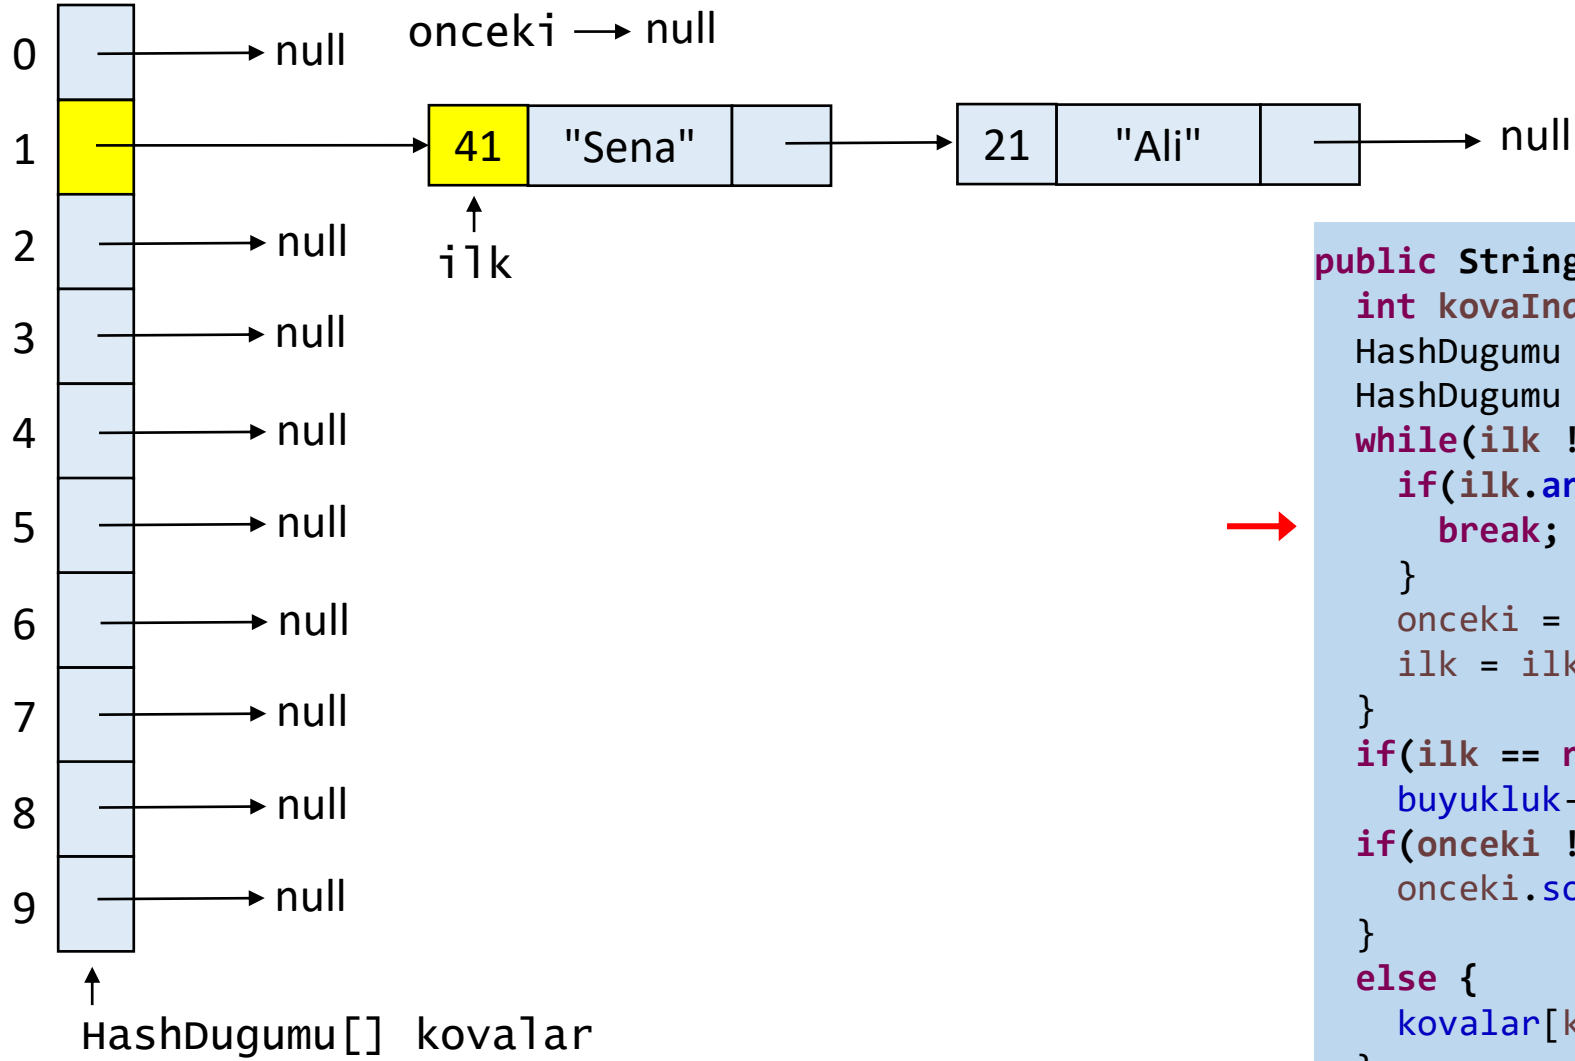 onceki → null
0 null
1 41 "Sena" 21 "Ali" null
ilk
2 null
3 null
4 null
5 null
6 null
7 null
8 null
9 null
HashDugumu[] kovalar
public String
int kovaInd
HashDugumu
HashDugumu
while(ilk !
if(ilk.an
break;
}
onceki =
ilk = ilk
}
if(ilk == n
buyukluk-
if(onceki !
onceki.so
}
else {
kovalar[k